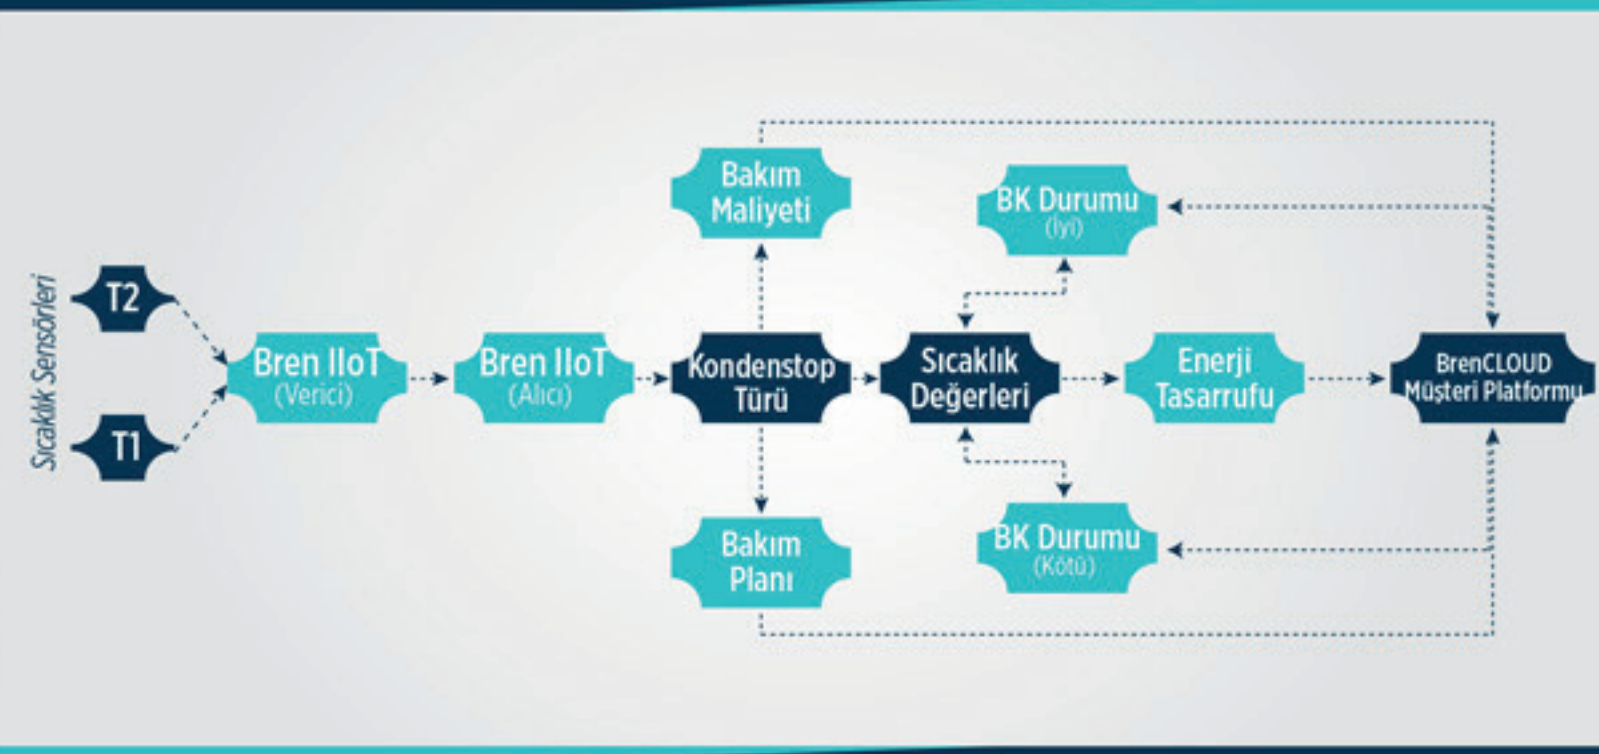 Sıcaklık Sensörleri
T2
T1
Bren IIoT
(Verici)
Bren IIoT
(Alıcı)
Kondenstop
Türü
Bakım
Maliyeti
Bakım
Planı
Sıcaklık
Değerleri
BK Durumu
(İyi)
BK Durumu
(Kötü)
Enerji
Tasarrufu
BrenCLOUD
Müşteri Platformu